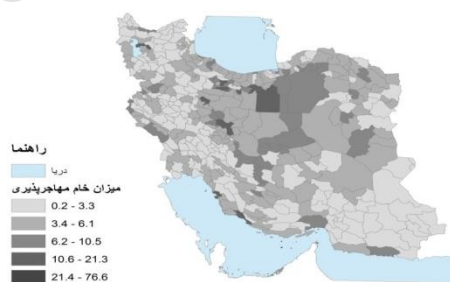 راهنما
دریا
میزان خام مهاجرپذیری
0.2 - 3.3
3.4 - 6.1
6.2 - 10.5
10.6 - 21.3
21.4 - 76.6